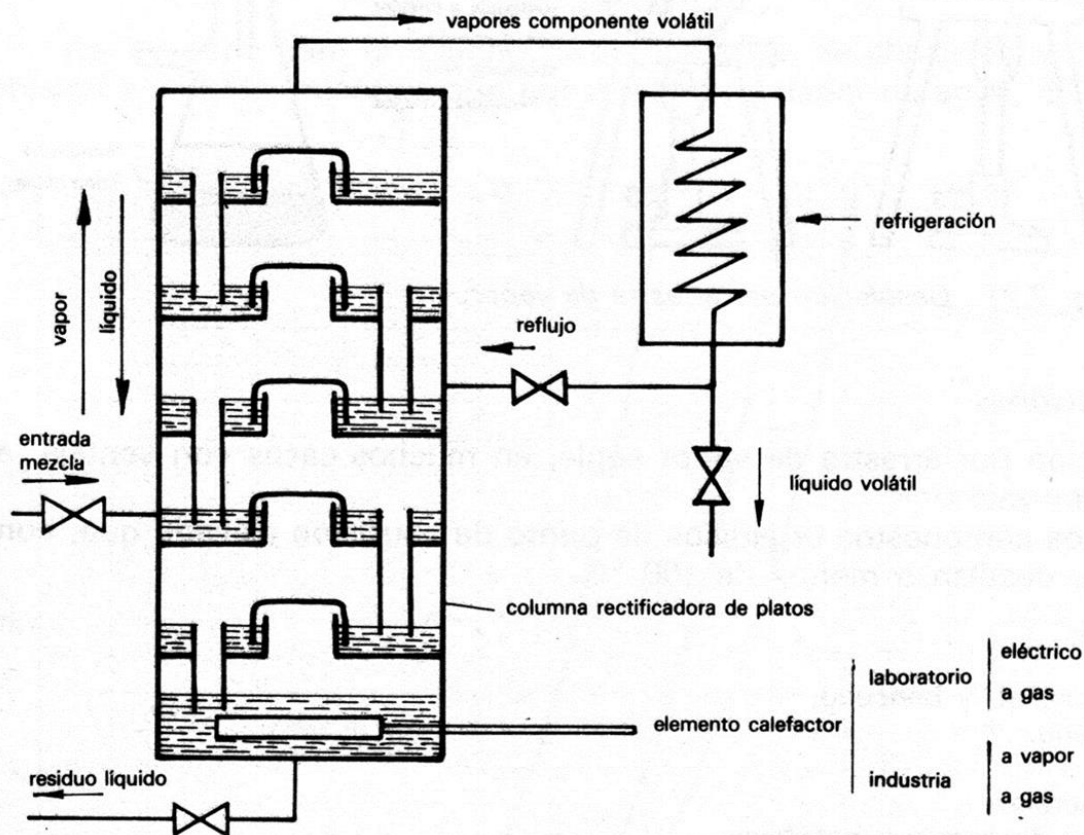 vapores componente volátil
refrigeración
vapor
líquido
reflujo
entrada
mezcla
líquido volátil
columna rectificadora de platos
eléctrico
laboratorio
a gas
elemento calefactor
a vapor
industria
a gas
residuo líquido